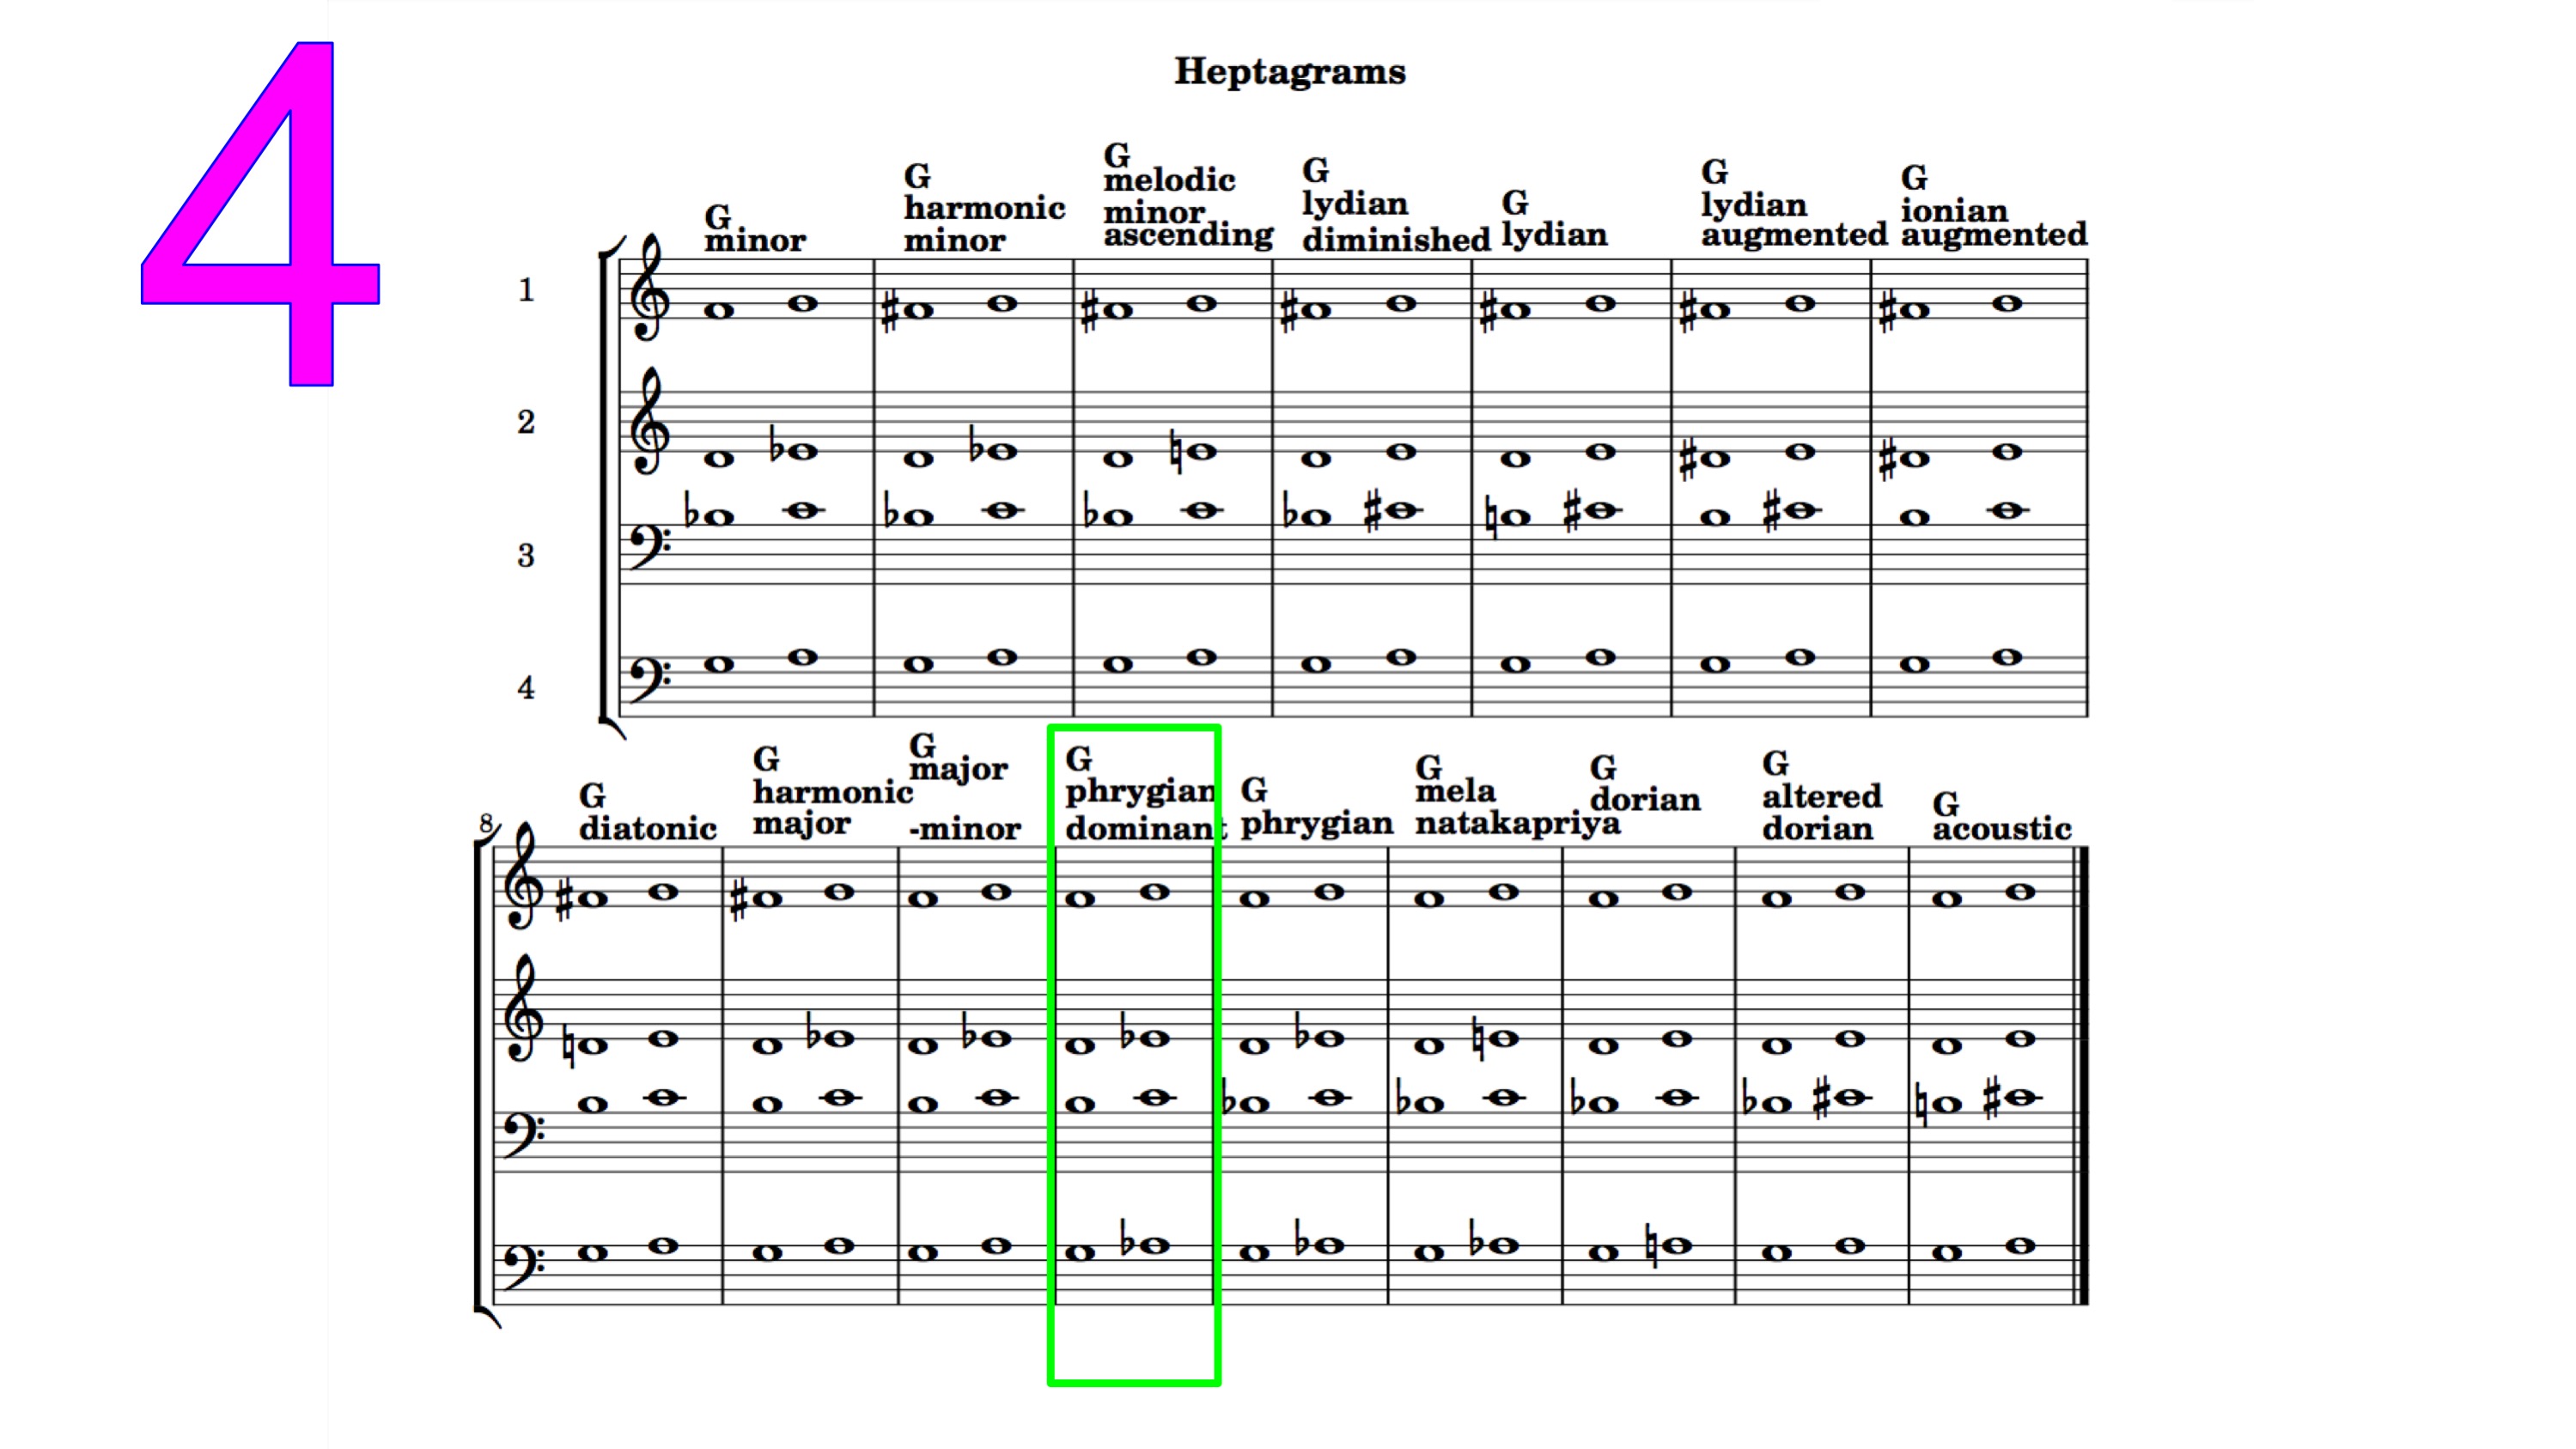 4
Heptagrams
G
minor
G
harmonic
minor
G
melodic
minor
ascending
G
lydian
diminished
G
lydian
G
lydian
augmented
G
ionian
augmented
1
2
3
4
8
G
diatonic
G
harmonic
major
G
major
-minor
G
phrygian
dominant
G
phrygian
G
mela
natakapriya
G
dorian
G
altered
dorian
G
acoustic